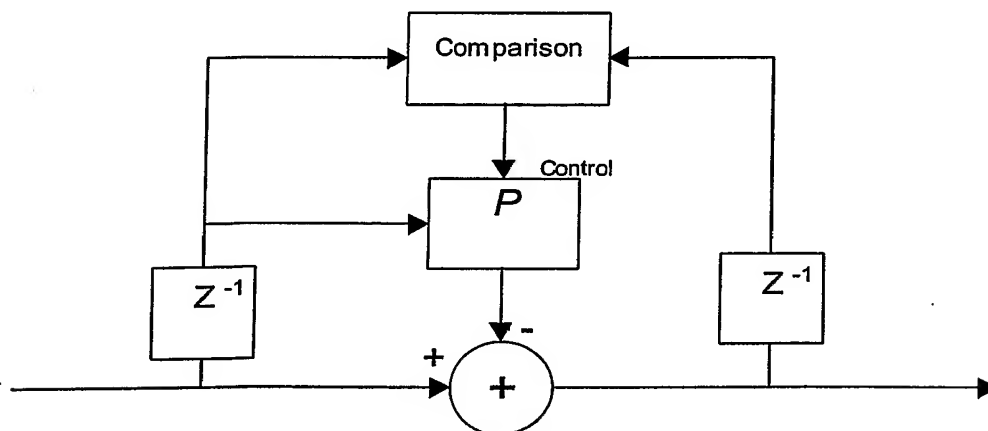 Comparison
Control
P
Z -1
Z -1
-
+
+